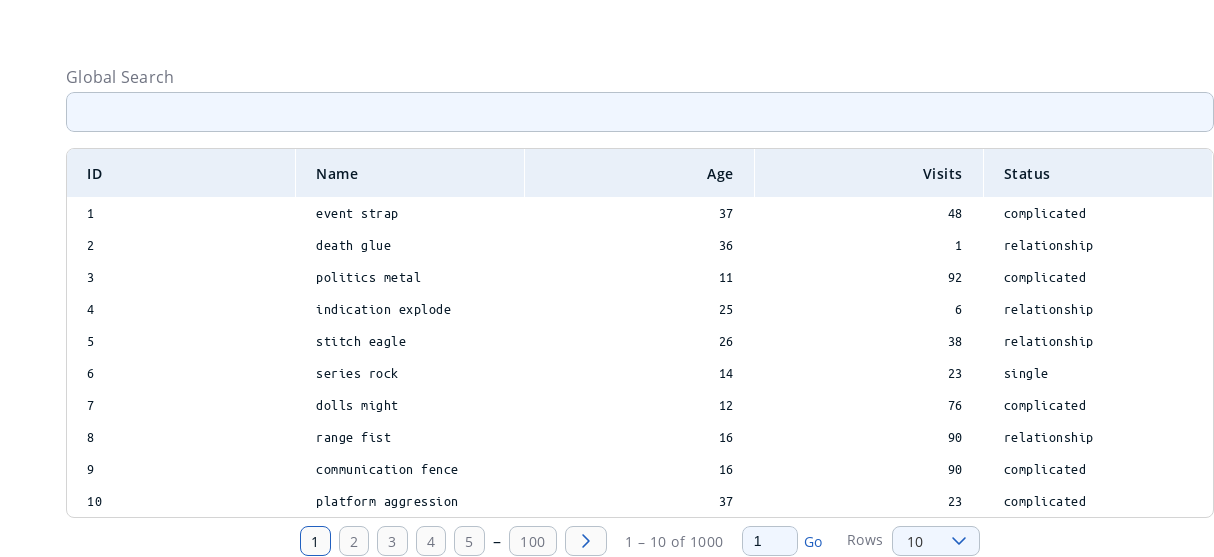 Global Search
ID Name Age Visits Status
1 event strap 37 48 complicated
2 death glue 36 1 relationship
3 politics metal 11 92 complicated
4 indication explode 25 6 relationship
5 stitch eagle 26 38 relationship
6 series rock 14 23 single
7 dolls might 12 76 complicated
8 range fist 16 90 relationship
9 communication fence 16 90 complicated
10 platform aggression 37 23 complicated
1 2 3 4 5 – 100 1 – 10 of 1000 1 Go Rows 10